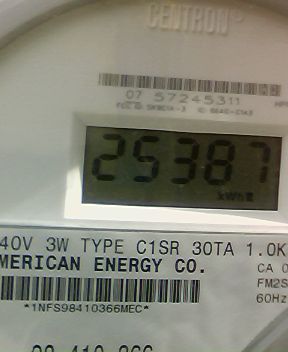 CENTRON®
07 57245311
25387
kWh
40V 3W TYPE C1SR 30TA 1.0K
MERICAN ENERGY CO.
CA 0
FM2S
60Hz
*1NFS98410366MEC*